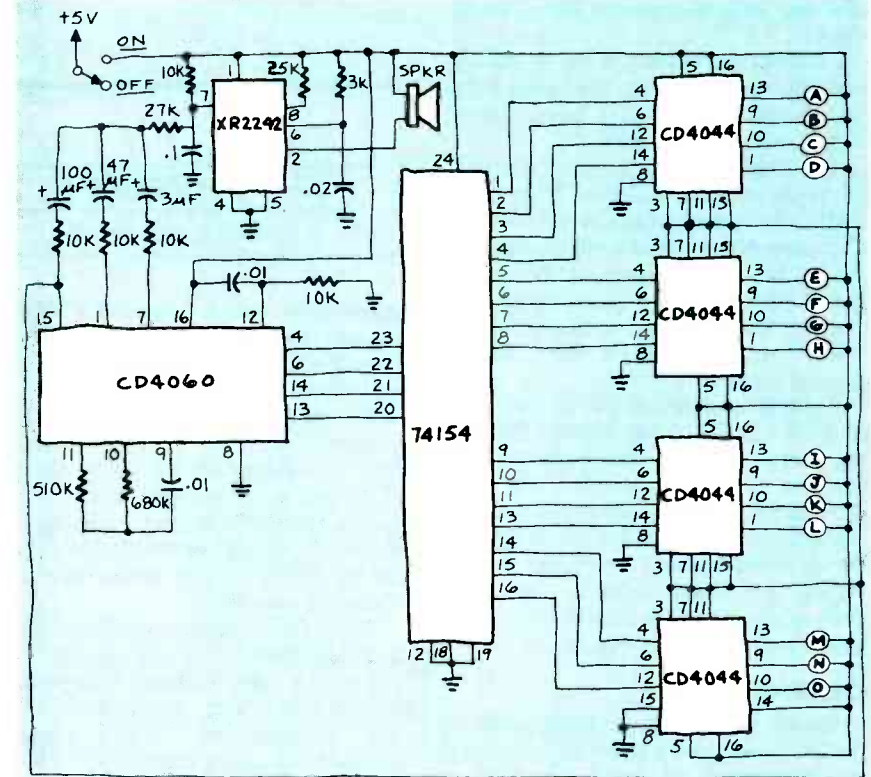 +5V
ON
OFF
10K
1
25K
3K
SPKR
5 16
4 13 A
6 CD4044 9 B
12 10 C
14 1 D
8
3 7 11 15
27K
7 XR2242 8
6
2
.1
4 5
.02
+ 100 µF
47 µF +
3µF
10K 10K 10K
.01
10K
15 1 7 16 12
CD4060
4 23
6 22
14 21
13 20
11 10 9 8
510K 680K .01
24
74154
1
2
3
4
5
6
7
8
9
10
11
13
14
15
16
12 18 19
3 7 11 15
4 13 E
6 CD4044 9 F
12 10 G
14 1 H
8
5 16
5 16
4 13 I
6 CD4044 9 J
12 10 K
14 1 L
8
3 7 11 15
3 7 11
4 13 M
6 9 N
12 CD4044 10 O
15 14
8
5 16